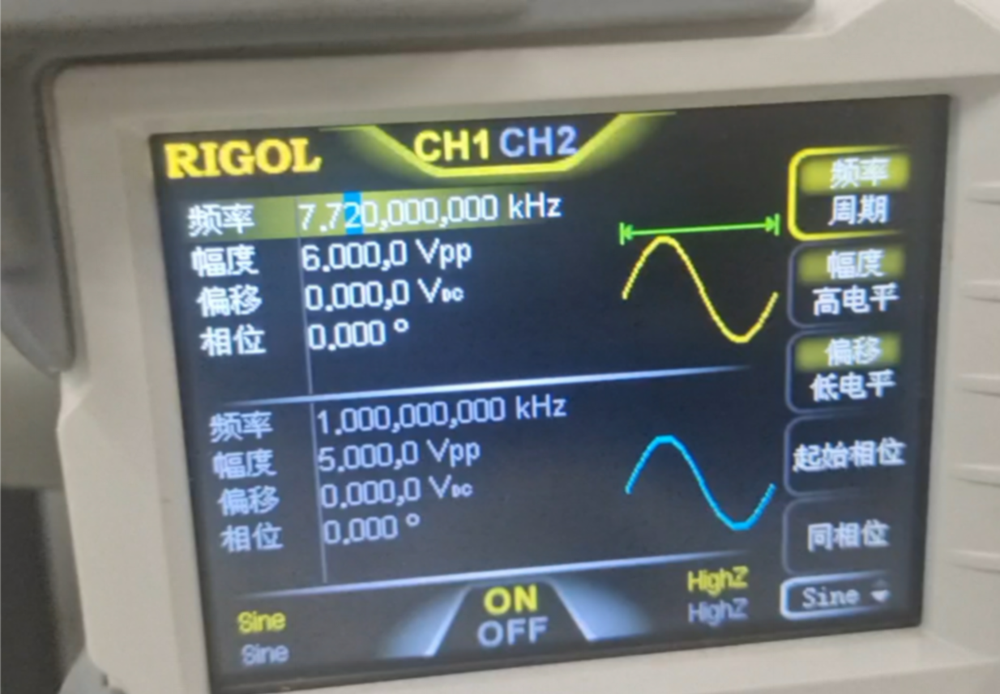 RIGOL CH1 CH2
频率 7.720,000,000 kHz
幅度 6.000,0 Vpp
偏移 0.000,0 VDC
相位 0.000 °
频率 1.000,000,000 kHz
幅度 5.000,0 Vpp
偏移 0.000,0 VDC
相位 0.000 °
Sine ON HighZ
Sine OFF HighZ
频率
周期
幅度
高电平
偏移
低电平
起始相位
同相位
Sine